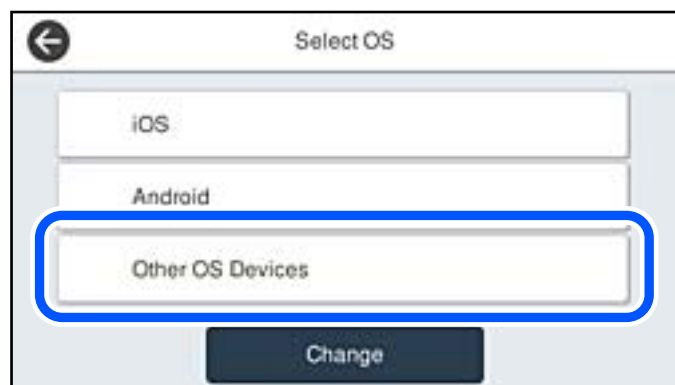 Select OS
iOS
Android
Other OS Devices
Change